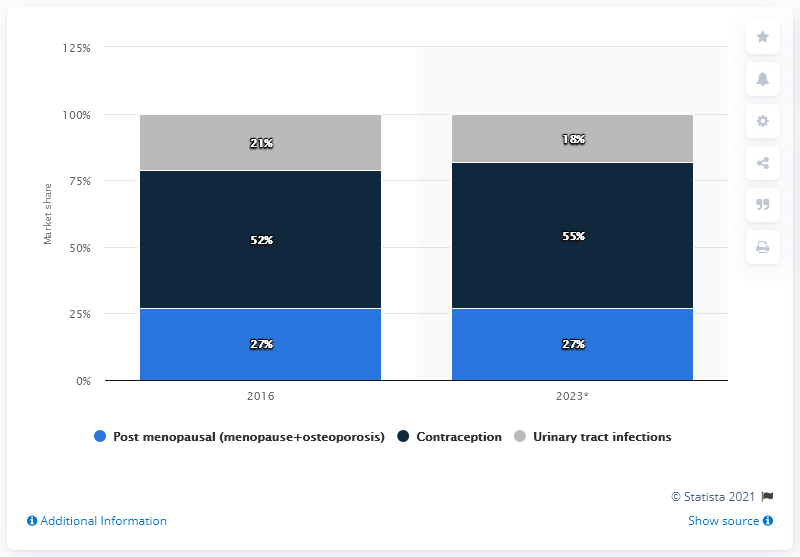 125%
100%
75%
50%
25%
0%
Market share
21%
52%
27%
18%
55%
27%
2016
2023*
Post menopausal (menopause+osteoporosis) Contraception Urinary tract infections
© Statista 2021
Additional Information
Show source